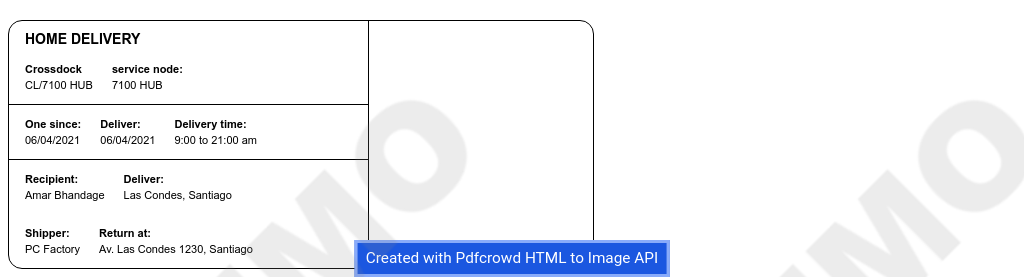 HOME DELIVERY
Crossdock service node:
CL/7100 HUB 7100 HUB
One since: Deliver: Delivery time:
06/04/2021 06/04/2021 9:00 to 21:00 am
Recipient: Deliver:
Amar Bhandage Las Condes, Santiago
Shipper: Return at:
PC Factory Av. Las Condes 1230, Santiago
Created with Pdfcrowd HTML to Image API
MO
MO